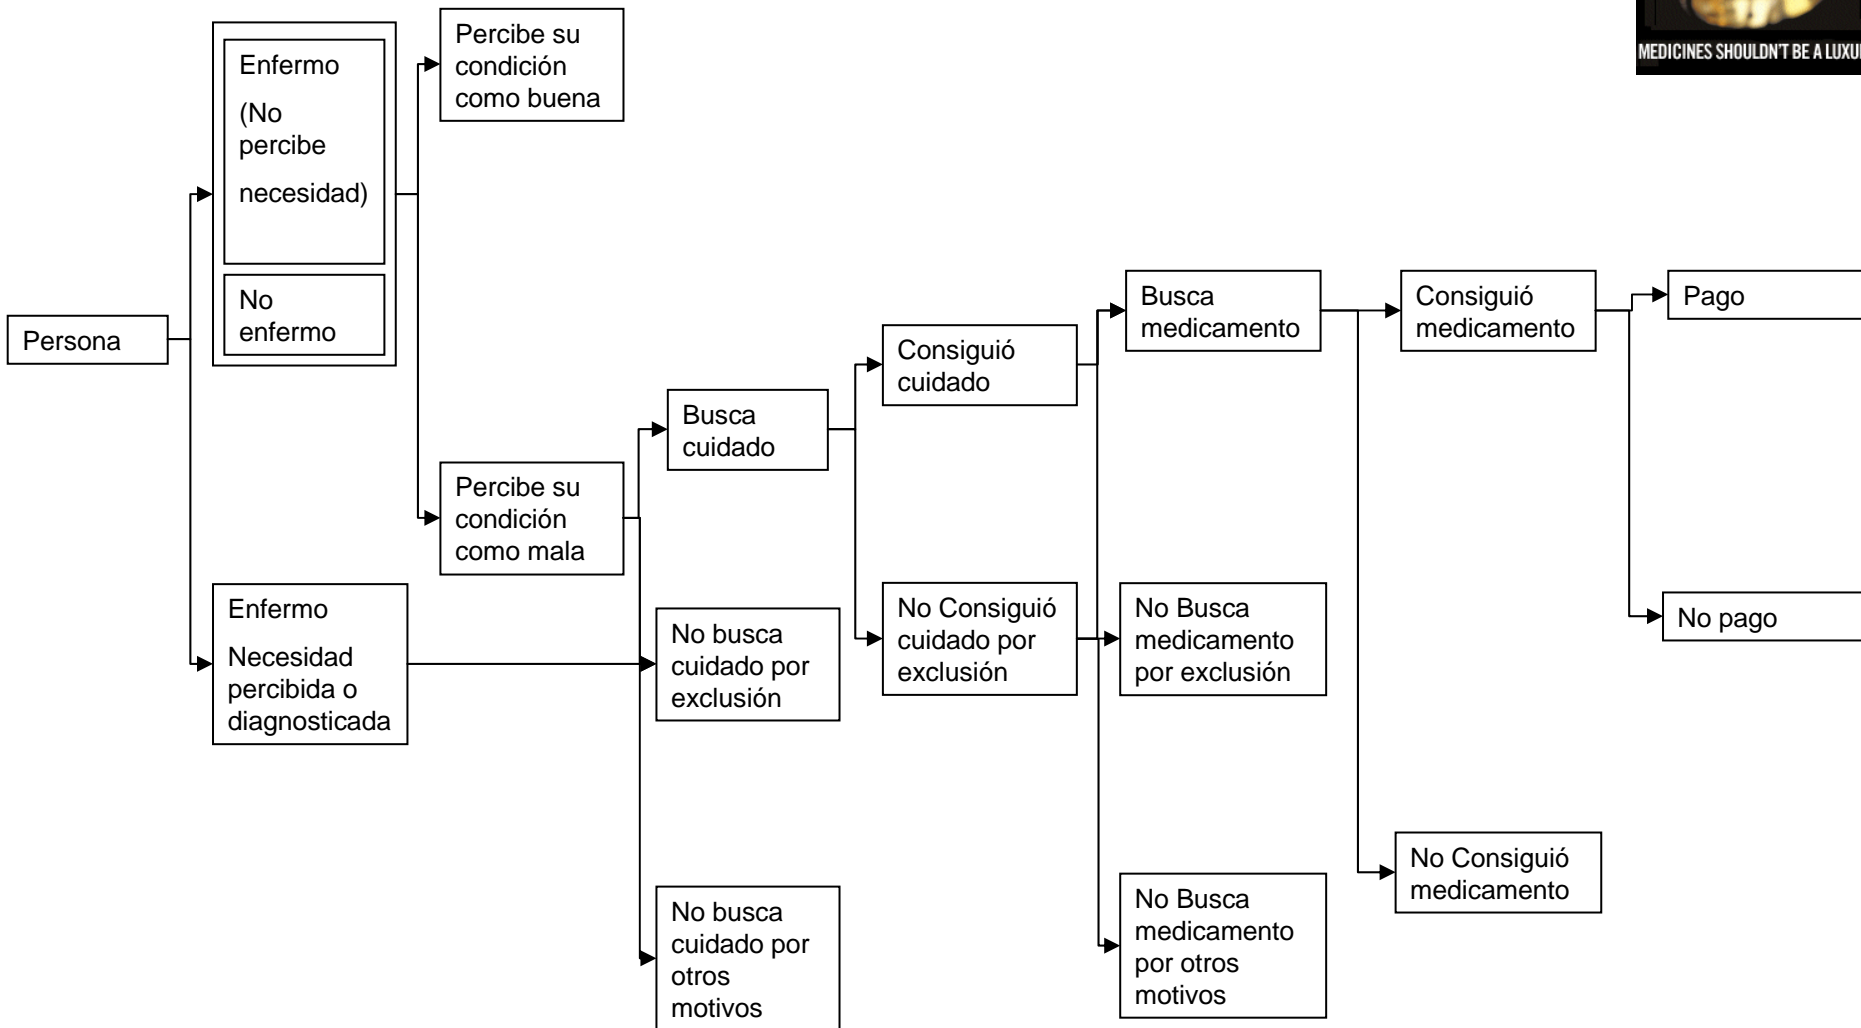 Percibe su
condición
como buena
MEDICINES SHOULDN'T BE A
Enfermo
(No
percibe
necesidad)
No
enfermo
Persona
Busca
medicamento
Consiguió
medicamento
Pago
Consiguió
cuidado
Busca
cuidado
Percibe su
condición
como mala
Enfermo
Necesidad
percibida o
diagnosticada
No busca
cuidado por
exclusión
No Consiguió
cuidado por
exclusión
No Busca
medicamento
por exclusión
No pago
No Consiguió
medicamento
No busca
cuidado por
otros
motivos
No Busca
medicamento
por otros
motivos